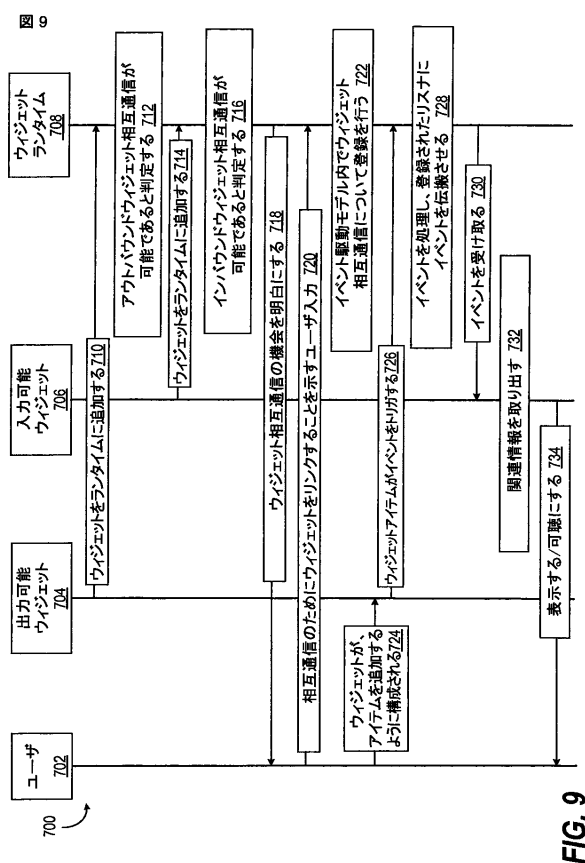 図 9
700
ユーザ
702
出力可能
ウィジェット
704
入力可能
ウィジェット
706
ウィジェット
ランタイム
708
ウィジェットをランタイムに追加する710
アウトバウンドウィジェット相互通信が
可能であると判定する 712
ウィジェットをランタイムに追加する714
インバウンドウィジェット相互通信が
可能であると判定する 716
ウィジェット相互通信の機会を明白にする 718
相互通信のためにウィジェットをリンクすることを示すユーザ入力 720
イベント駆動モデル内でウィジェット
相互通信について登録を行う 722
ウィジェットが、
アイテムを追加する
ように構成される724
ウィジェットアイテムがイベントをトリガする726
イベントを処理し、登録されたリスナに
イベントを伝搬させる 728
イベントを受け取る 730
関連情報を取り出す 732
表示する/可聴にする 734
FIG. 9